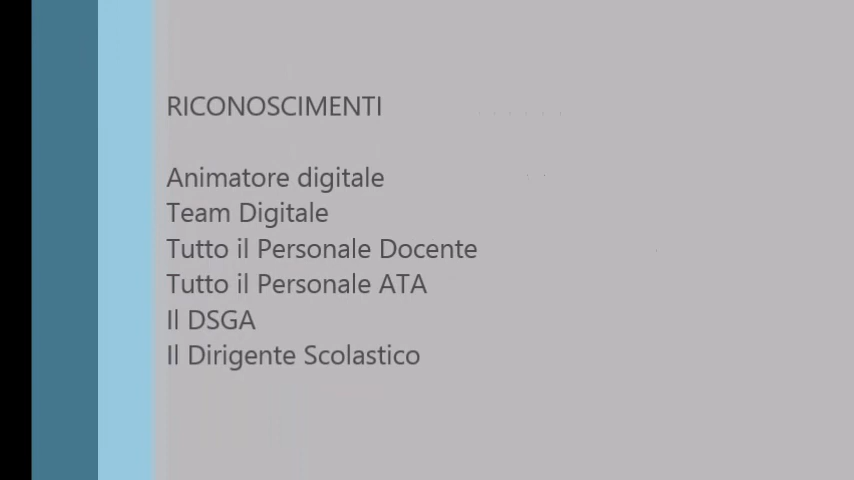 RICONOSCIMENTI
Animatore digitale
Team Digitale
Tutto il Personale Docente
Tutto il Personale ATA
Il DSGA
Il Dirigente Scolastico